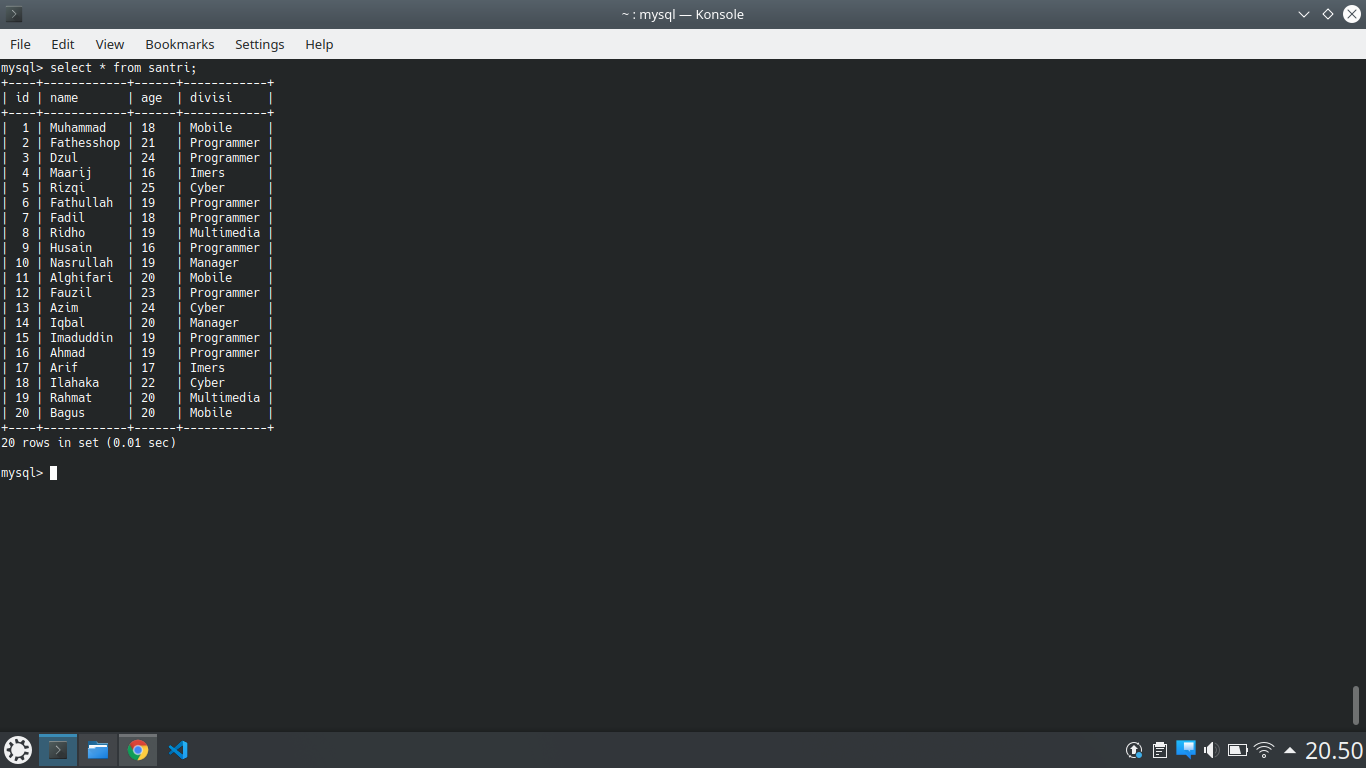 ~ : mysql — Konsole
File Edit View Bookmarks Settings Help
mysql> select * from santri;
+----+------------+------+------------+
| id | name       | age  | divisi     |
+----+------------+------+------------+
|  1 | Muhammad   | 18   | Mobile     |
|  2 | Fathesshop | 21   | Programmer |
|  3 | Dzul       | 24   | Programmer |
|  4 | Maarij     | 16   | Imers      |
|  5 | Rizqi      | 25   | Cyber      |
|  6 | Fathullah  | 19   | Programmer |
|  7 | Fadil      | 18   | Programmer |
|  8 | Ridho      | 19   | Multimedia |
|  9 | Husain     | 16   | Programmer |
| 10 | Nasrullah  | 19   | Manager    |
| 11 | Alghifari  | 20   | Mobile     |
| 12 | Fauzil     | 23   | Programmer |
| 13 | Azim       | 24   | Cyber      |
| 14 | Iqbal      | 20   | Manager    |
| 15 | Imaduddin  | 19   | Programmer |
| 16 | Ahmad      | 19   | Programmer |
| 17 | Arif       | 17   | Imers      |
| 18 | Ilahaka    | 22   | Cyber      |
| 19 | Rahmat     | 20   | Multimedia |
| 20 | Bagus      | 20   | Mobile     |
+----+------------+------+------------+
20 rows in set (0.01 sec)
mysql>
20.50